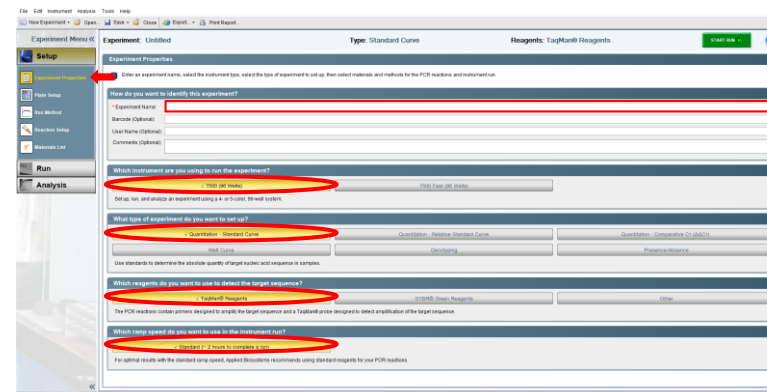 File Edit Instrument Analysis Tools Help
New Experiment Open... Save Close Export... Print Report...
Experiment Menu «
Experiment: Untitled Type: Standard Curve Reagents: TaqMan® Reagents START RUN
Setup
Experiment Properties
Plate Setup
Run Method
Reaction Setup
Materials List
Run
Analysis
«
Experiment Properties
Enter an experiment name, select the instrument type, select the type of experiment to set up, then select materials and methods for the PCR reactions and instrument run.
How do you want to identify this experiment?
* Experiment Name:
Barcode (Optional):
User Name (Optional):
Comments (Optional):
Which instrument are you using to run the experiment?
✓ 7500 (96 Wells) 7500 Fast (96 Wells)
Set up, run, and analyze an experiment using a 4- or 5-color, 96-well system.
What type of experiment do you want to set up?
✓ Quantitation - Standard Curve Quantitation - Relative Standard Curve Quantitation - Comparative CT (ΔΔCT)
Melt Curve Genotyping Presence/Absence
Use standards to determine the absolute quantity of target nucleic acid sequence in samples.
Which reagents do you want to use to detect the target sequence?
✓ TaqMan® Reagents SYBR® Green Reagents Other
The PCR reactions contain primers designed to amplify the target sequence and a TaqMan® probe designed to detect amplification of the target sequence.
Which ramp speed do you want to use in the instrument run?
✓ Standard (~ 2 hours to complete a run)
For optimal results with the standard ramp speed, Applied Biosystems recommends using standard reagents for your PCR reactions.